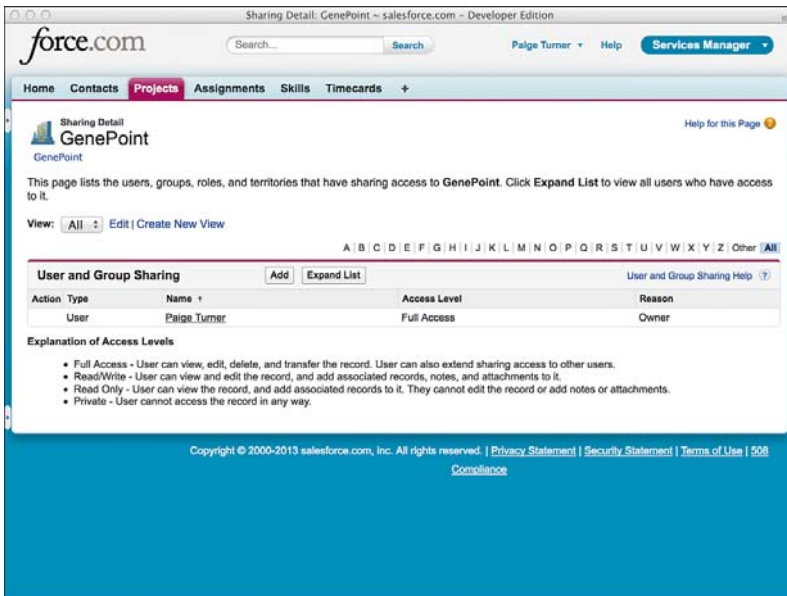 Sharing Detail: GenePoint ~ salesforce.com – Developer Edition
force.com Search... Search Paige Turner Help Services Manager
Home Contacts Projects Assignments Skills Timecards +
Sharing Detail
GenePoint
Help for this Page
GenePoint
This page lists the users, groups, roles, and territories that have sharing access to GenePoint. Click Expand List to view all users who have access
to it.
View: All Edit | Create New View
A | B | C | D | E | F | G | H | I | J | K | L | M | N | O | P | Q | R | S | T | U | V | W | X | Y | Z | Other All
User and Group Sharing Add Expand List User and Group Sharing Help ?
Action Type Name ↑ Access Level Reason
User Paige Turner Full Access Owner
Explanation of Access Levels
• Full Access - User can view, edit, delete, and transfer the record. User can also extend sharing access to other users.
• Read/Write - User can view and edit the record, and add associated records, notes, and attachments to it.
• Read Only - User can view the record, and add associated records to it. They cannot edit the record or add notes or attachments.
• Private - User cannot access the record in any way.
Copyright © 2000-2013 salesforce.com, inc. All rights reserved. | Privacy Statement | Security Statement | Terms of Use | 508
Compliance